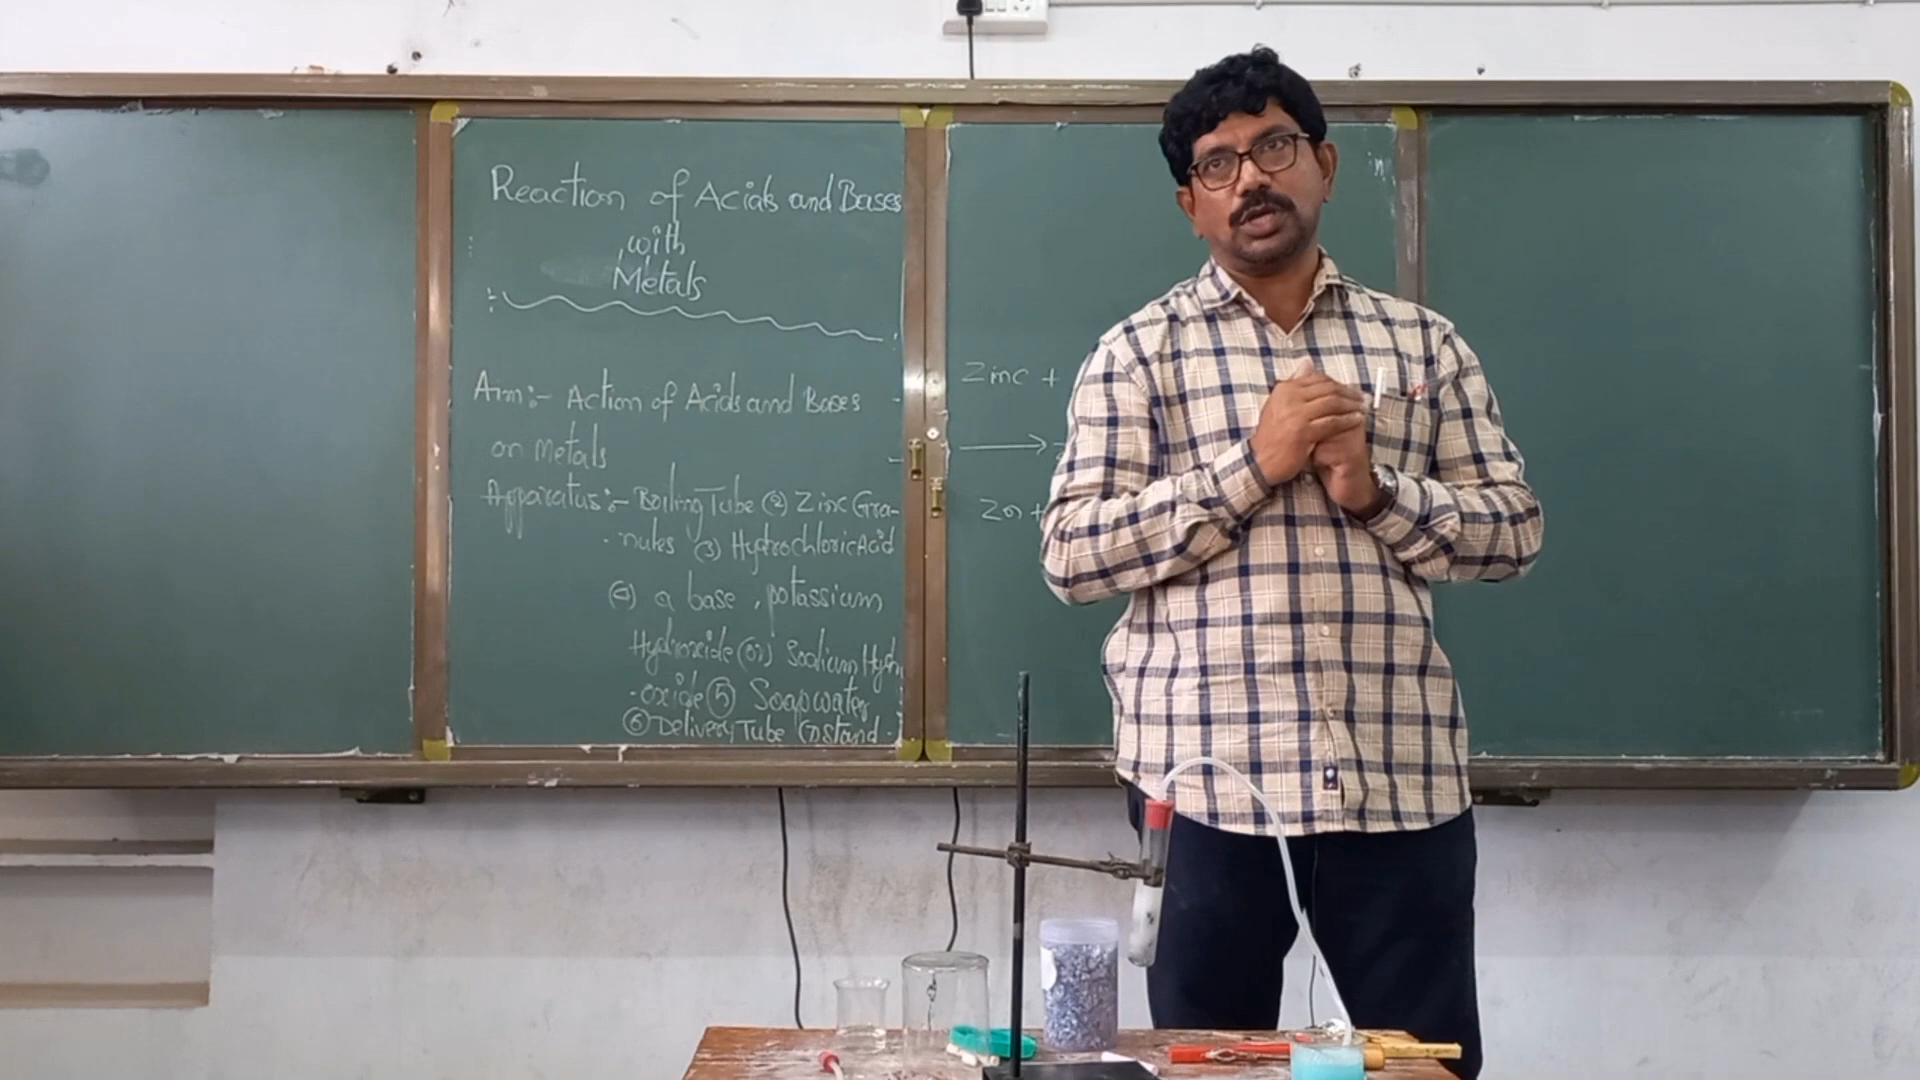 Reaction of Acids and Bases
with
Metals
Aim:- Action of Acids and Bases
on Metals
Apparatus:- Boiling Tube (2) Zinc Gra-
-nules (3) Hydrochloric Acid
(4) a base, potassium
Hydroxide (or) Sodium Hydr
-oxide (5) Soap water
(6) Delivery Tube (7) Stand
Zinc +
→
Zn +